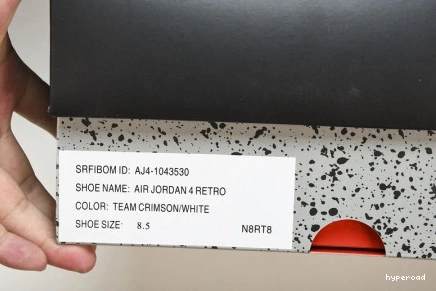 SRFIBOM ID: AJ4-1043530
SHOE NAME: AIR JORDAN 4 RETRO
COLOR: TEAM CRIMSON/WHITE
SHOE SIZE: 8.5 N8RT8
hyperoad